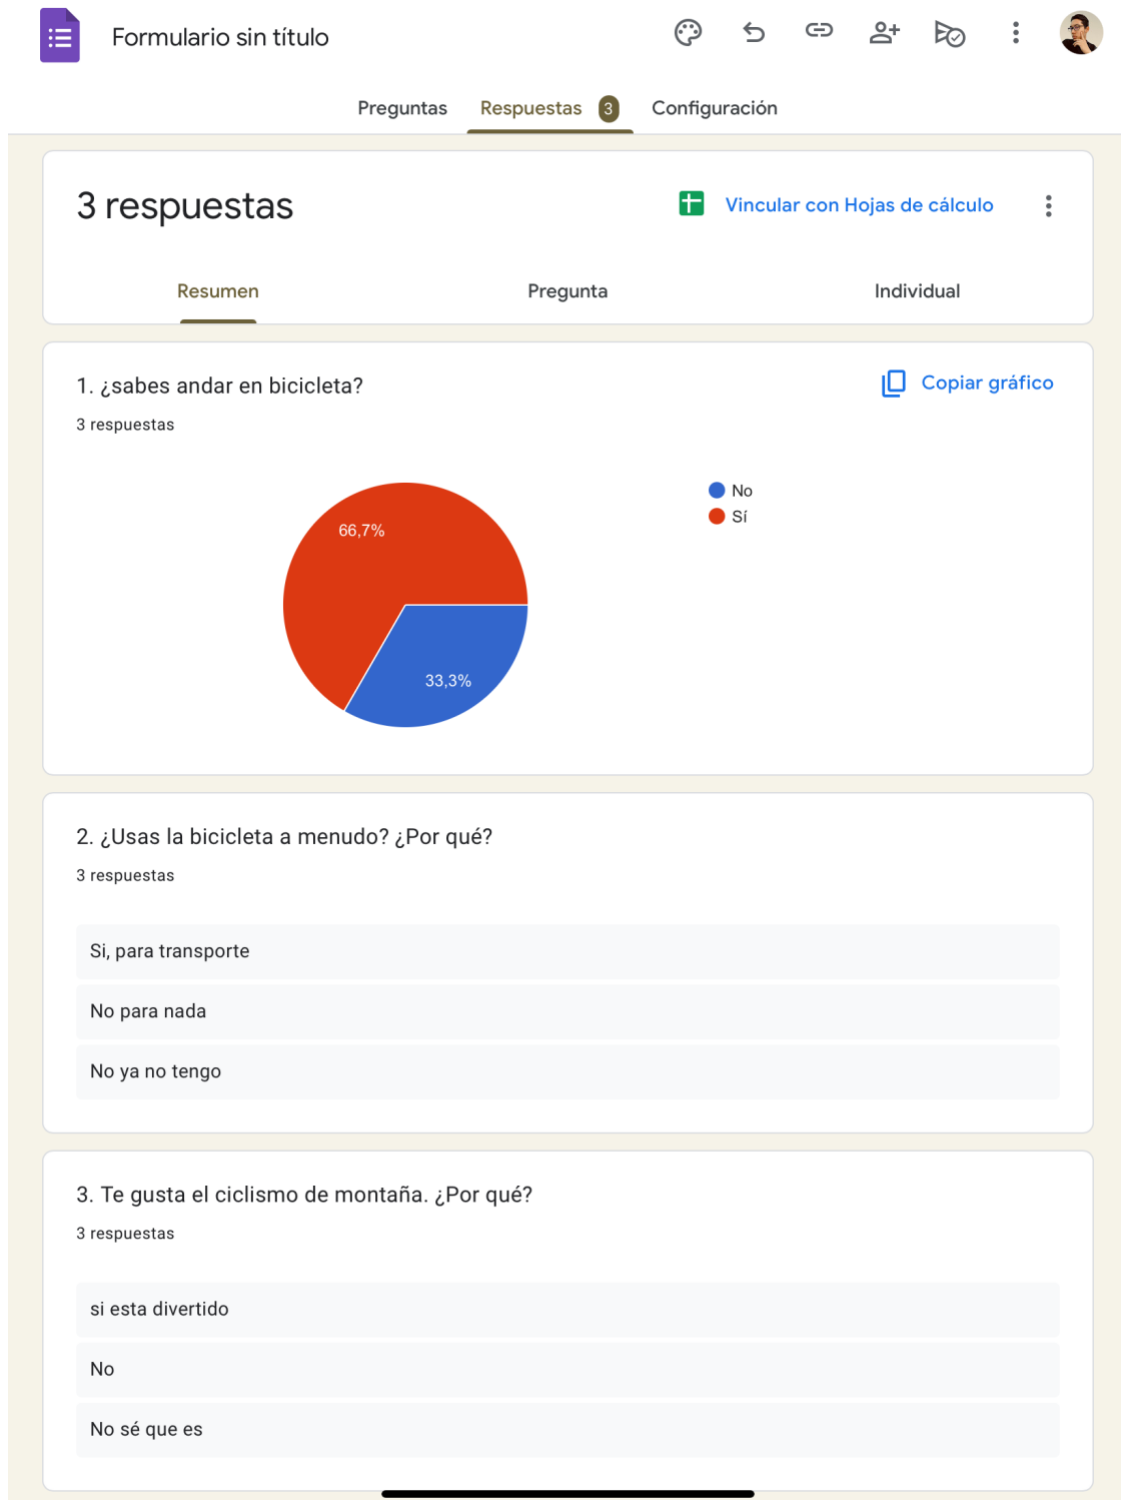 Formulario sin título
Preguntas Respuestas 3 Configuración
3 respuestas
Vincular con Hojas de cálculo
Resumen Pregunta Individual
1. ¿sabes andar en bicicleta?
Copiar gráfico
3 respuestas
No
Sí
66,7%
33,3%
2. ¿Usas la bicicleta a menudo? ¿Por qué?
3 respuestas
Si, para transporte
No para nada
No ya no tengo
3. Te gusta el ciclismo de montaña. ¿Por qué?
3 respuestas
si esta divertido
No
No sé que es